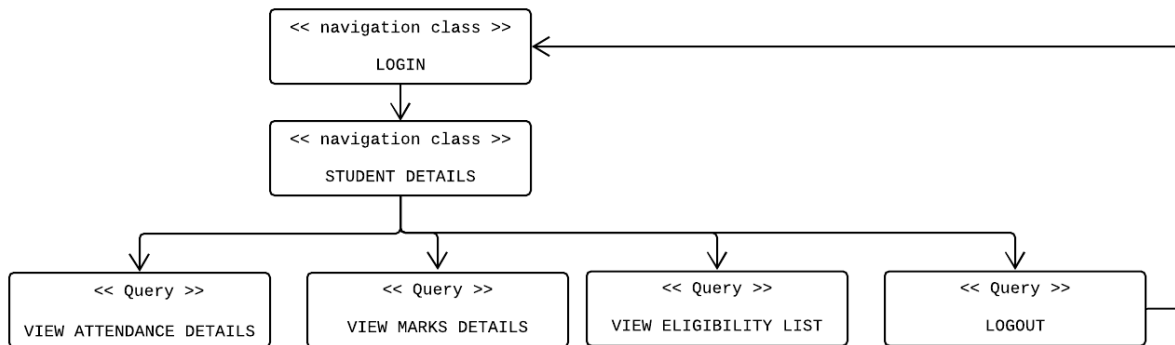 << navigation class >>
LOGIN
<< navigation class >>
STUDENT DETAILS
<< Query >>
VIEW ATTENDANCE DETAILS
<< Query >>
VIEW MARKS DETAILS
<< Query >>
VIEW ELIGIBILITY LIST
<< Query >>
LOGOUT